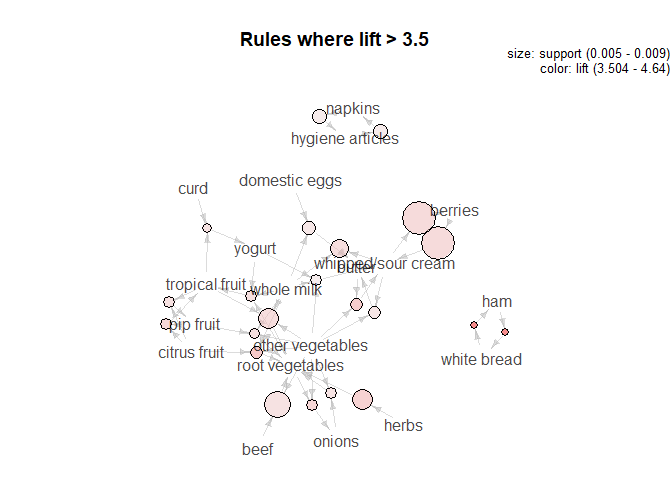 Rules where lift > 3.5
size: support (0.005 - 0.009)
color: lift (3.504 - 4.64)
napkins
hygiene articles
domestic eggs
curd
berries
yogurt
whipped/sour cream
butter
tropical fruit
whole milk
ham
pip fruit
other vegetables
citrus fruit
white bread
root vegetables
herbs
onions
beef